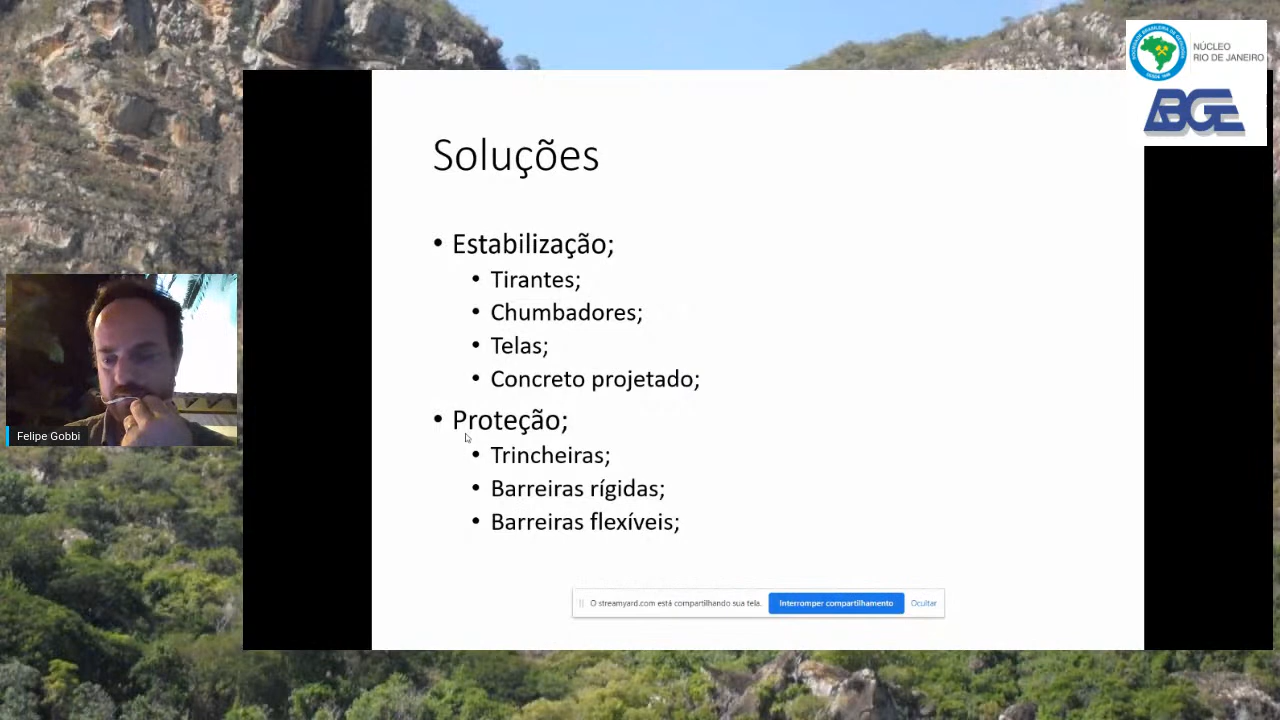 NÚCLEO
RIO DE JANEIRO
ABGE
Soluções
• Estabilização;
• Tirantes;
• Chumbadores;
• Telas;
• Concreto projetado;
• Proteção;
• Trincheiras;
• Barreiras rígidas;
• Barreiras flexíveis;
Felipe Gobbi
O streamyard.com está compartilhando sua tela.
Interromper compartilhamento
Ocultar